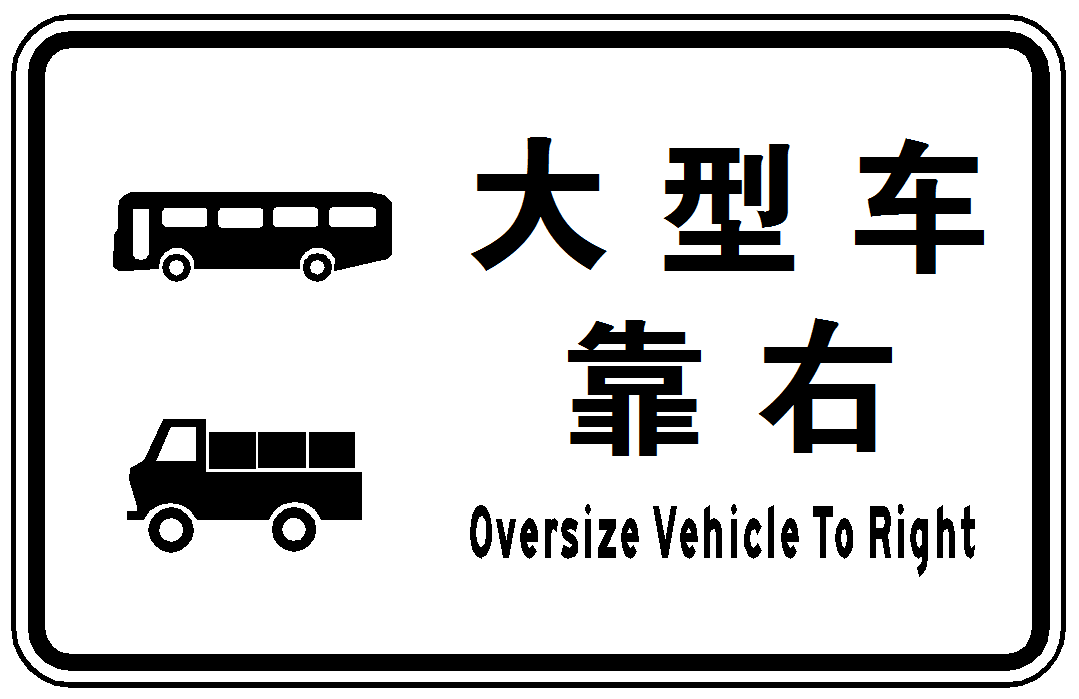 大型车
靠右
Oversize Vehicle To Right